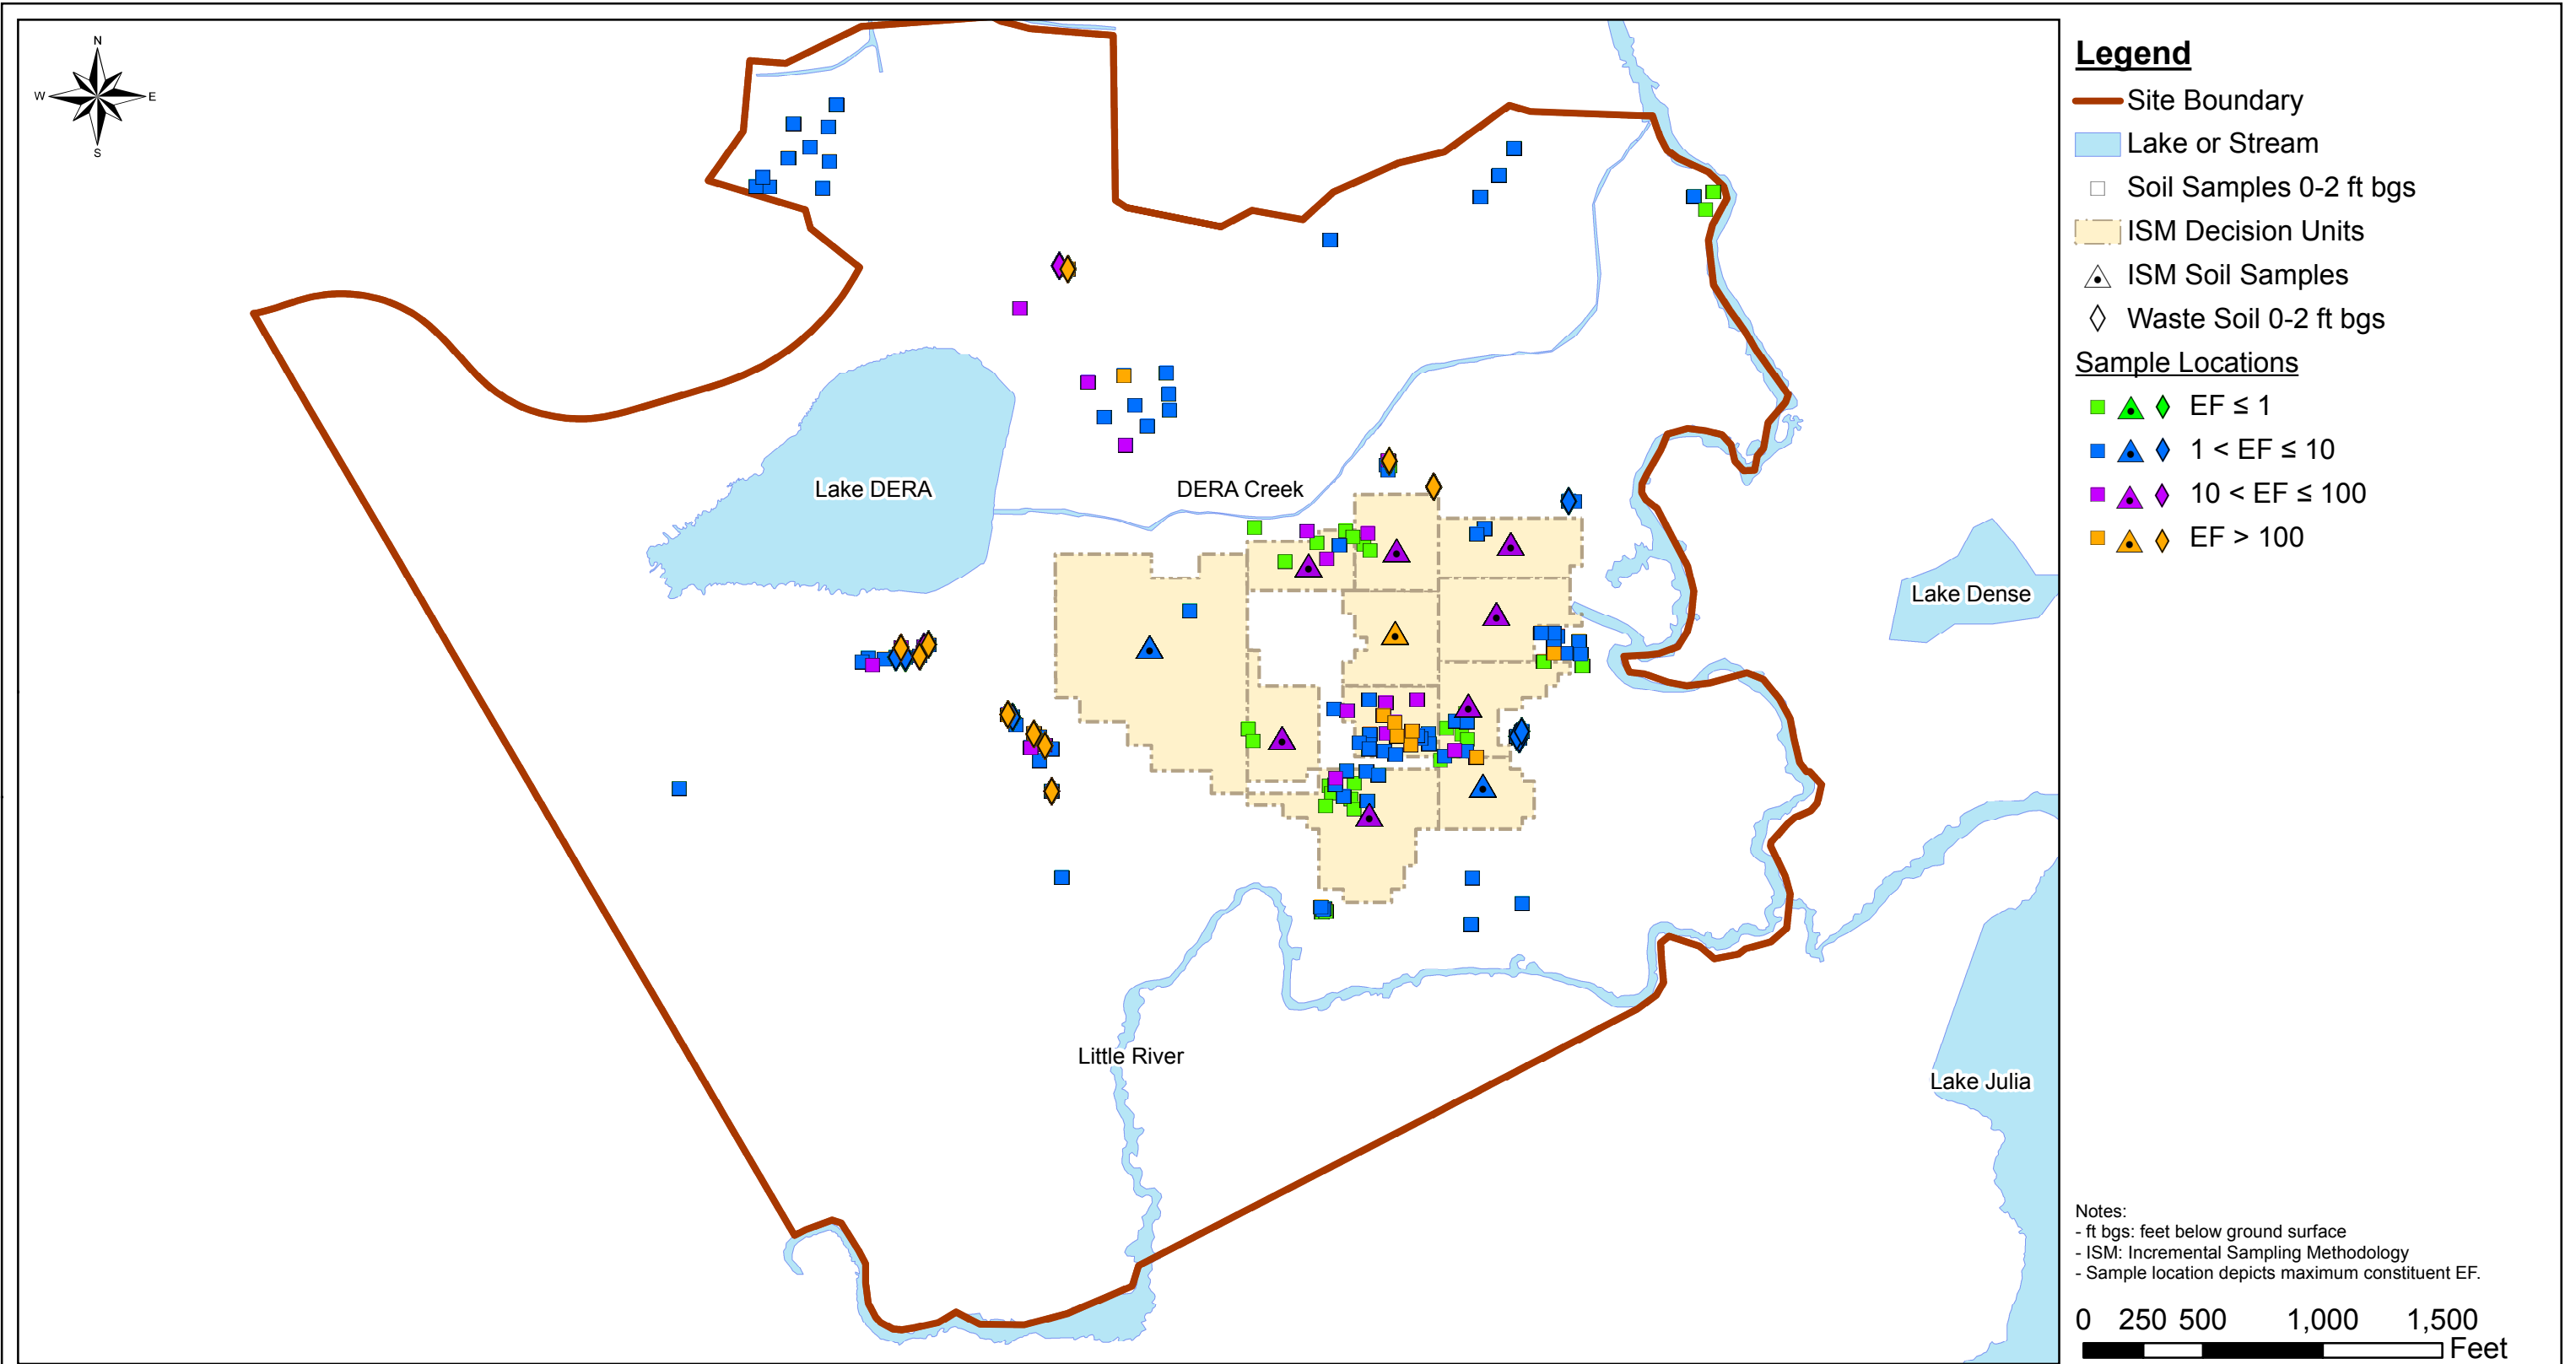 N
W E
S
Lake DERA
DERA Creek
Lake Dense
Little River
Lake Julia
Legend
Site Boundary
Lake or Stream
Soil Samples 0-2 ft bgs
ISM Decision Units
ISM Soil Samples
Waste Soil 0-2 ft bgs
Sample Locations
EF ≤ 1
1 < EF ≤ 10
10 < EF ≤ 100
EF > 100
Notes:
- ft bgs: feet below ground surface
- ISM: Incremental Sampling Methodology
- Sample location depicts maximum constituent EF.
0 250 500 1,000 1,500
Feet